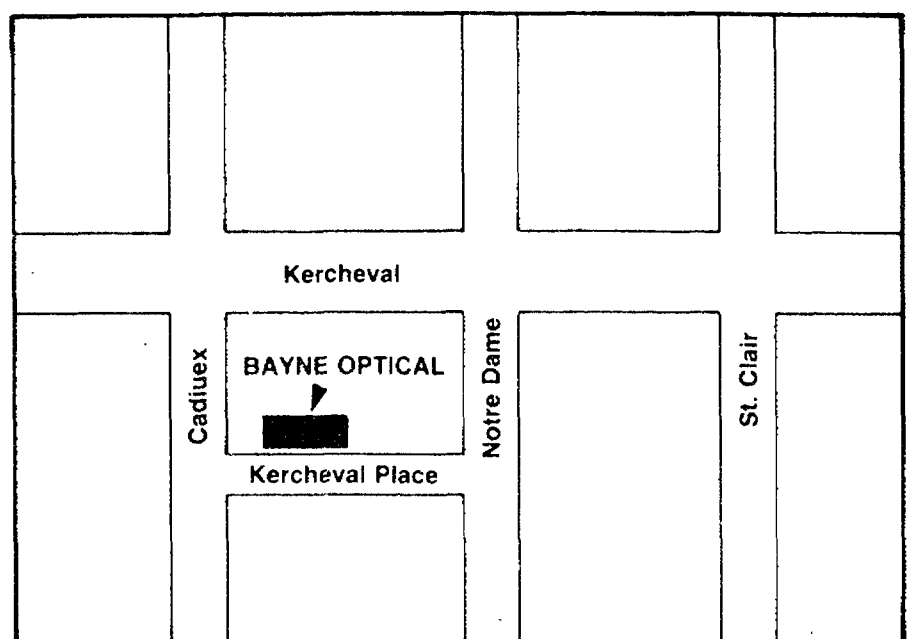 Kercheval
BAYNE OPTICAL
Kercheval Place
Cadiuex
Notre Dame
St. Clair